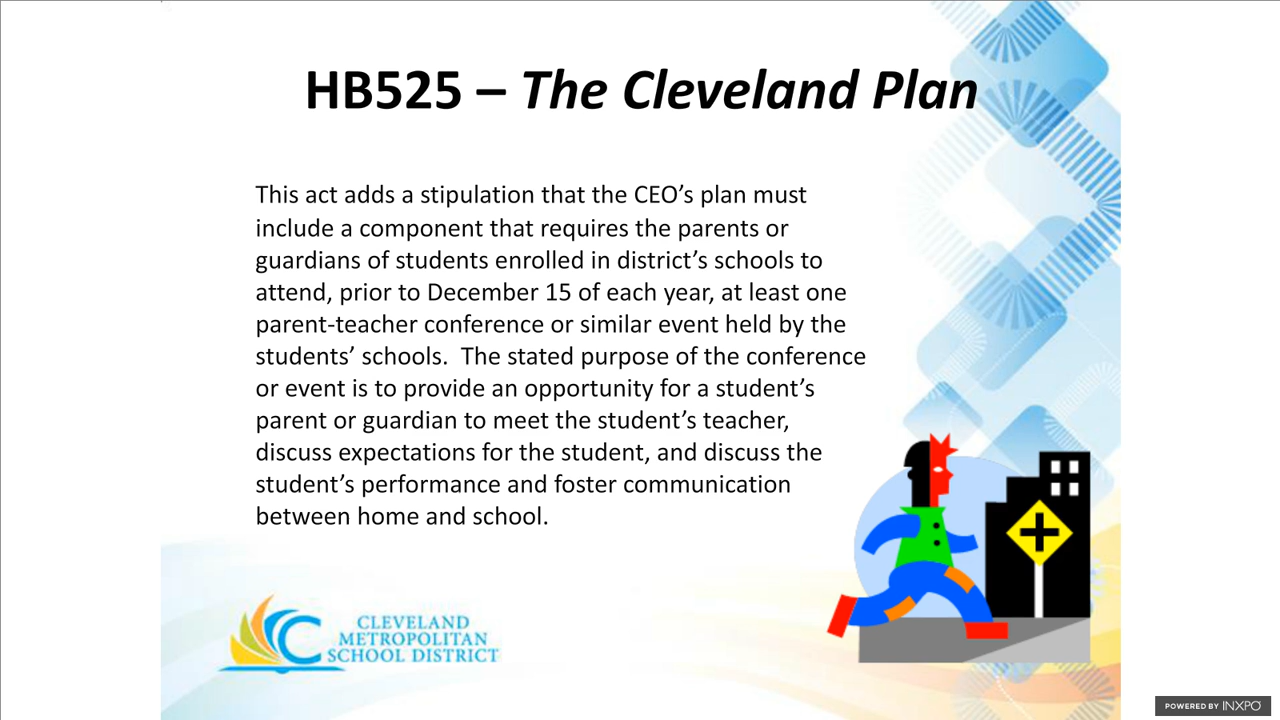 HB525 – The Cleveland Plan
This act adds a stipulation that the CEO’s plan must
include a component that requires the parents or
guardians of students enrolled in district’s schools to
attend, prior to December 15 of each year, at least one
parent-teacher conference or similar event held by the
students’ schools.  The stated purpose of the conference
or event is to provide an opportunity for a student’s
parent or guardian to meet the student’s teacher,
discuss expectations for the student, and discuss the
student’s performance and foster communication
between home and school.
CLEVELAND
METROPOLITAN
SCHOOL DISTRICT
POWERED BY INXPO